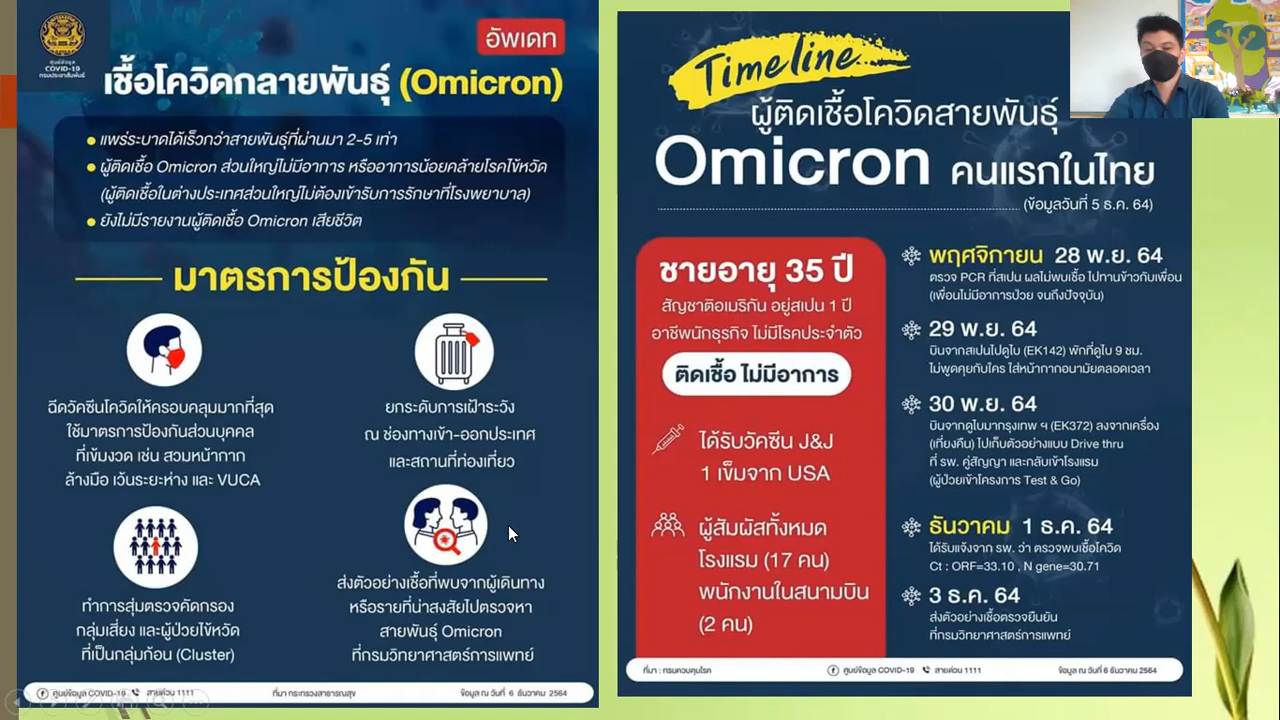 ศูนย์ข้อมูล
COVID-19
กรมประชาสัมพันธ์
อัพเดท
เชื้อโควิดกลายพันธุ์ (Omicron)
แพร่ระบาดได้เร็วกว่าสายพันธุ์ที่ผ่านมา 2-5 เท่า
ผู้ติดเชื้อ Omicron ส่วนใหญ่ไม่มีอาการ หรืออาการน้อยคล้ายโรคไข้หวัด
(ผู้ติดเชื้อในต่างประเทศส่วนใหญ่ไม่ต้องเข้ารับการรักษาที่โรงพยาบาล)
ยังไม่มีรายงานผู้ติดเชื้อ Omicron เสียชีวิต
มาตรการป้องกัน
ฉีดวัคซีนโควิดให้ครอบคลุมมากที่สุด
ใช้มาตรการป้องกันส่วนบุคคล
ที่เข้มงวด เช่น สวมหน้ากาก
ล้างมือ เว้นระยะห่าง และ VUCA
ยกระดับการเฝ้าระวัง
ณ ช่องทางเข้า-ออกประเทศ
และสถานที่ท่องเที่ยว
ทำการสุ่มตรวจคัดกรอง
กลุ่มเสี่ยง และผู้ป่วยไข้หวัด
ที่เป็นกลุ่มก้อน (Cluster)
ส่งตัวอย่างเชื้อที่พบจากผู้เดินทาง
หรือรายที่น่าสงสัยไปตรวจหา
สายพันธุ์ Omicron
ที่กรมวิทยาศาสตร์การแพทย์
ศูนย์ข้อมูล COVID-19 สายด่วน 1111 ที่มา กระทรวงสาธารณสุข ข้อมูล ณ วันที่ 6 ธันวาคม 2564
Timeline
ผู้ติดเชื้อโควิดสายพันธุ์
Omicron คนแรกในไทย
(ข้อมูลวันที่ 5 ธ.ค. 64)
ชายอายุ 35 ปี
สัญชาติอเมริกัน อยู่สเปน 1 ปี
อาชีพนักธุรกิจ ไม่มีโรคประจำตัว
ติดเชื้อ ไม่มีอาการ
ได้รับวัคซีน J&J
1 เข็มจาก USA
ผู้สัมผัสทั้งหมด
โรงแรม (17 คน)
พนักงานในสนามบิน
(2 คน)
พฤศจิกายน 28 พ.ย. 64
ตรวจ PCR ที่สเปน ผลไม่พบเชื้อ ไปทานข้าวกับเพื่อน
(เพื่อนไม่มีอาการป่วย จนถึงปัจจุบัน)
29 พ.ย. 64
บินจากสเปนไปดูไบ (EK142) พักที่ดูไบ 9 ชม.
ไม่พูดคุยกับใคร ใส่หน้ากากอนามัยตลอดเวลา
30 พ.ย. 64
บินจากดูไบมากรุงเทพ ฯ (EK372) ลงจากเครื่อง
(เที่ยงคืน) ไปเก็บตัวอย่างแบบ Drive thru
ที่ รพ. คู่สัญญา และกลับเข้าโรงแรม
(ผู้ป่วยเข้าโครงการ Test & Go)
ธันวาคม 1 ธ.ค. 64
ได้รับแจ้งจาก รพ. ว่า ตรวจพบเชื้อโควิด
Ct : ORF=33.10 , N gene=30.71
3 ธ.ค. 64
ส่งตัวอย่างเชื้อตรวจยืนยัน
ที่กรมวิทยาศาสตร์การแพทย์
ที่มา : กรมควบคุมโรค ศูนย์ข้อมูล COVID-19 สายด่วน 1111 ข้อมูล ณ วันที่ 6 ธันวาคม 2564